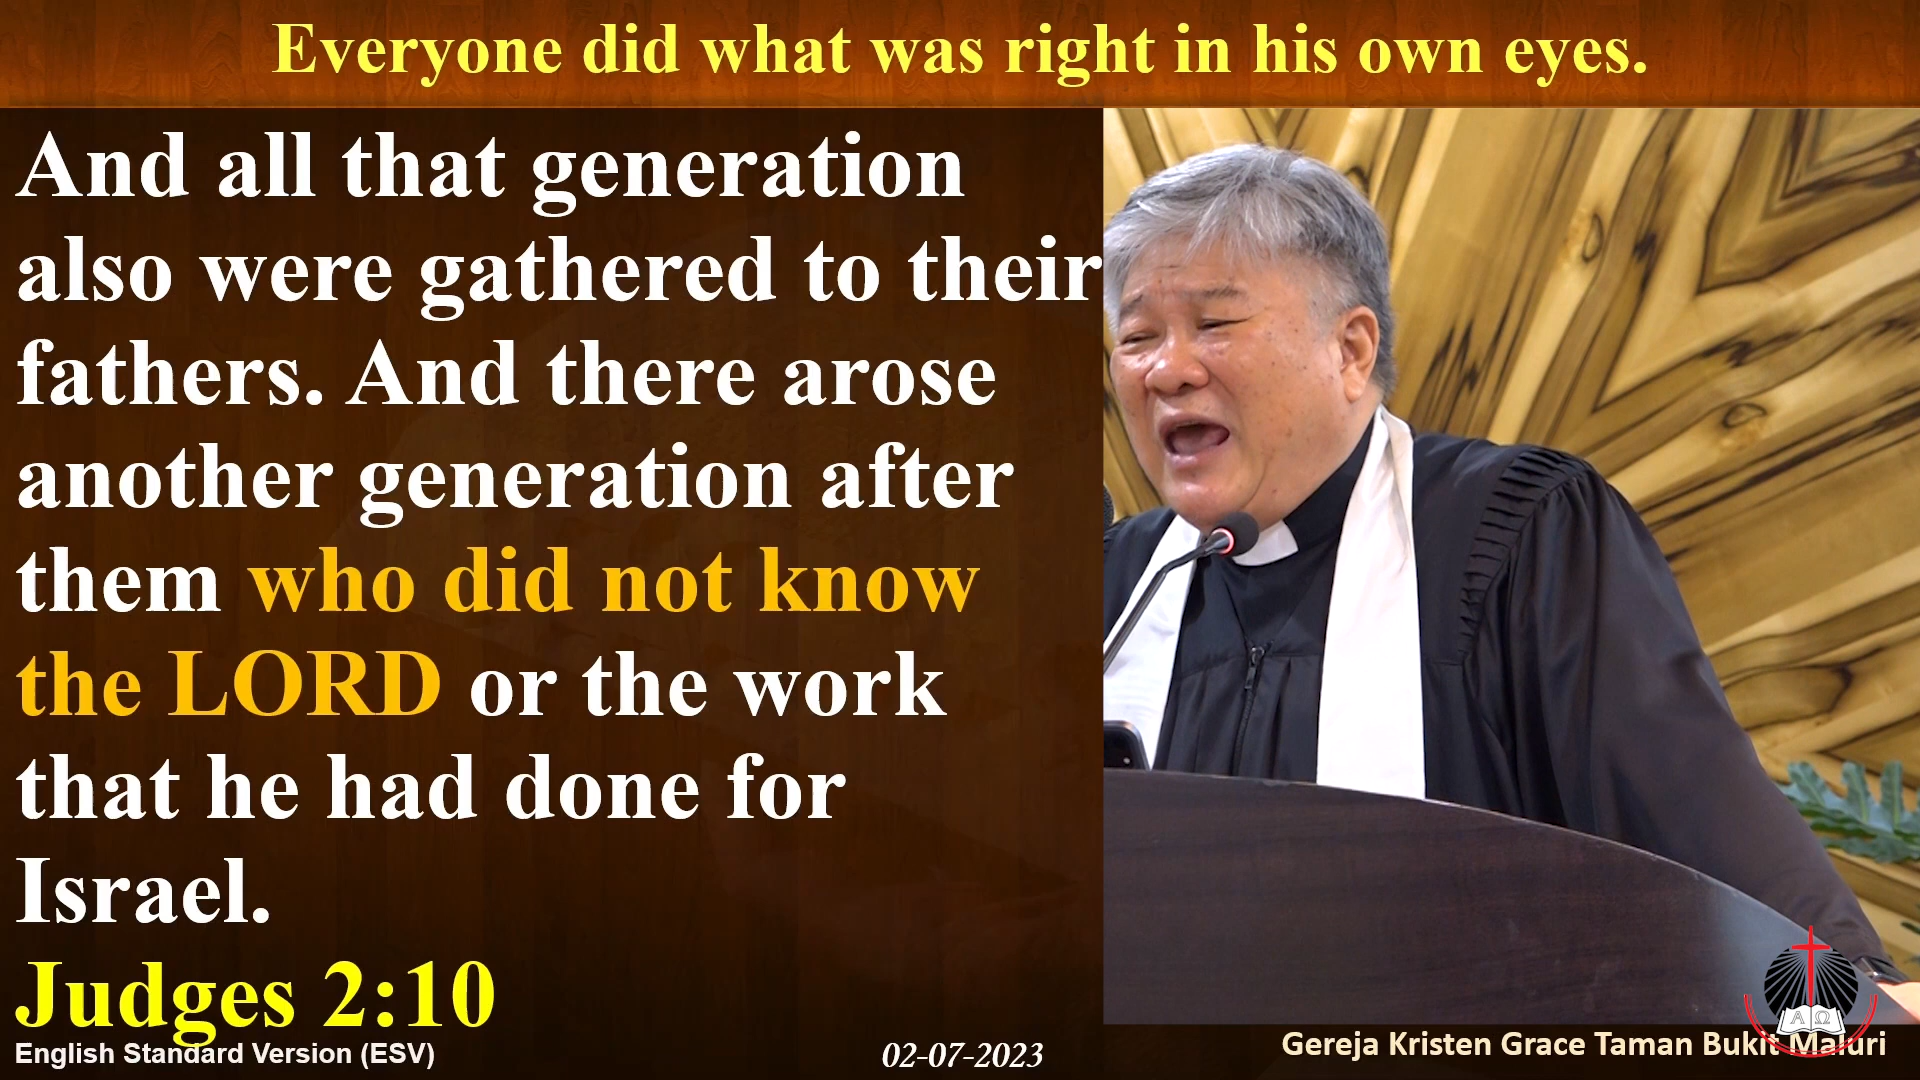 Everyone did what was right in his own eyes.
And all that generation
also were gathered to their
fathers. And there arose
another generation after
them who did not know
the LORD or the work
that he had done for
Israel.
Judges 2:10
English Standard Version (ESV)
02-07-2023
Α Ω
Gereja Kristen Grace Taman Bukit Maluri